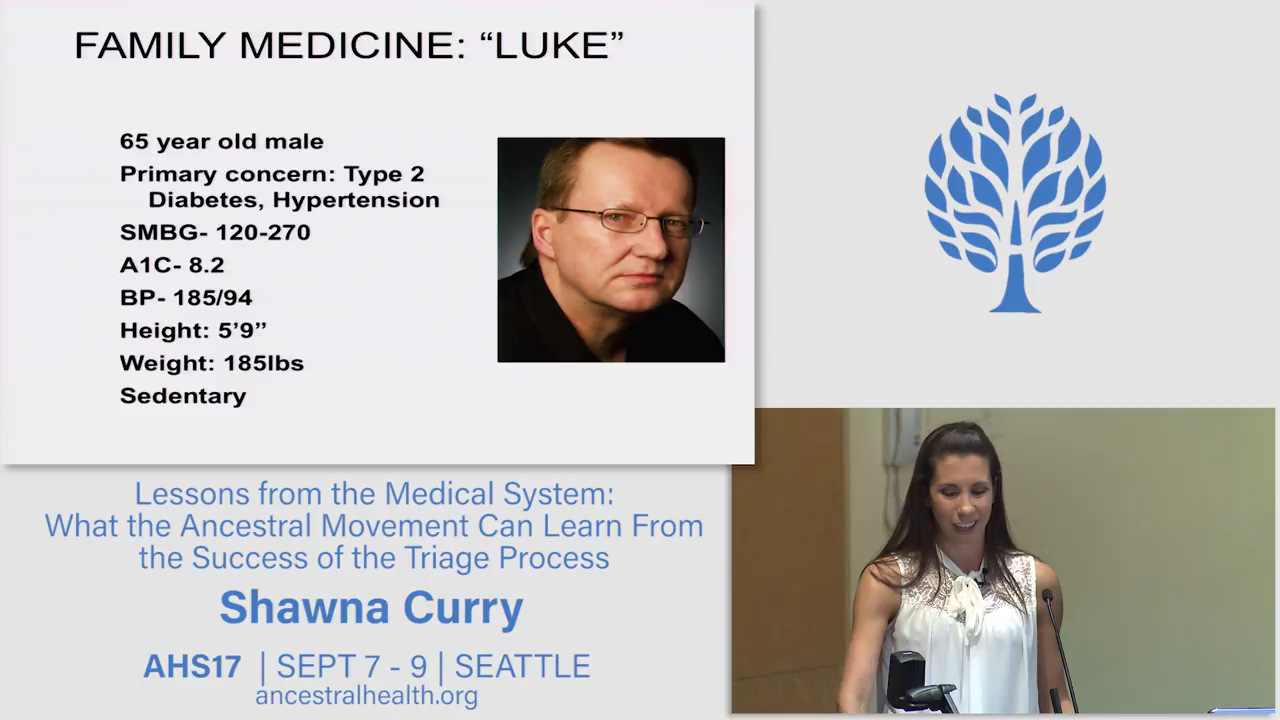 FAMILY MEDICINE: “LUKE”
65 year old male
Primary concern: Type 2
Diabetes, Hypertension
SMBG- 120-270
A1C- 8.2
BP- 185/94
Height: 5’9”
Weight: 185lbs
Sedentary
Lessons from the Medical System:
What the Ancestral Movement Can Learn From
the Success of the Triage Process
Shawna Curry
AHS17 | SEPT 7 - 9 | SEATTLE
ancestralhealth.org